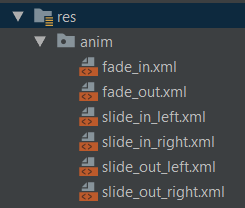 res
anim
fade_in.xml
fade_out.xml
slide_in_left.xml
slide_in_right.xml
slide_out_left.xml
slide_out_right.xml